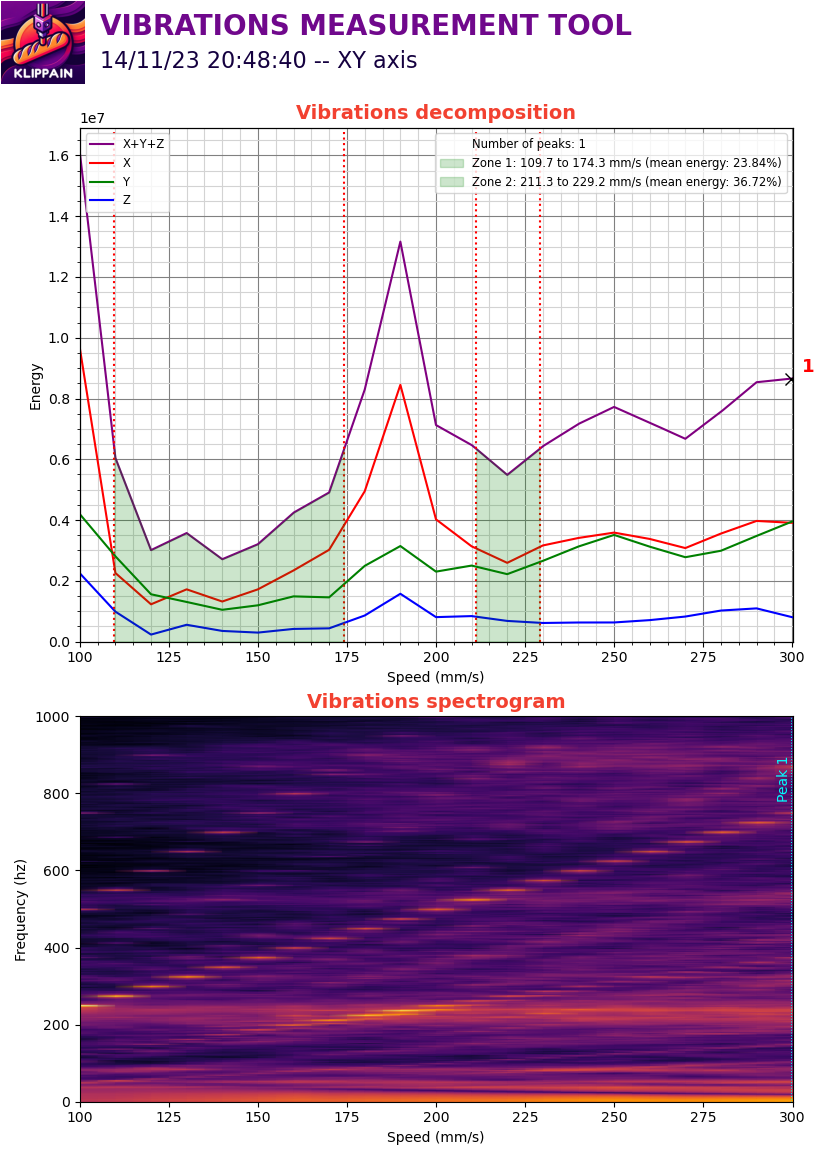 VIBRATIONS MEASUREMENT TOOL
14/11/23 20:48:40 -- XY axis
KLIPPAIN
Vibrations decomposition
1e7
X+Y+Z
X
Y
Z
Number of peaks: 1
Zone 1: 109.7 to 174.3 mm/s (mean energy: 23.84%)
Zone 2: 211.3 to 229.2 mm/s (mean energy: 36.72%)
1.6
1.4
1.2
1.0
0.8
0.6
0.4
0.2
0.0
Energy
1
100 125 150 175 200 225 250 275 300
Speed (mm/s)
Vibrations spectrogram
1000
800
600
400
200
0
Frequency (hz)
Peak 1
100 125 150 175 200 225 250 275 300
Speed (mm/s)